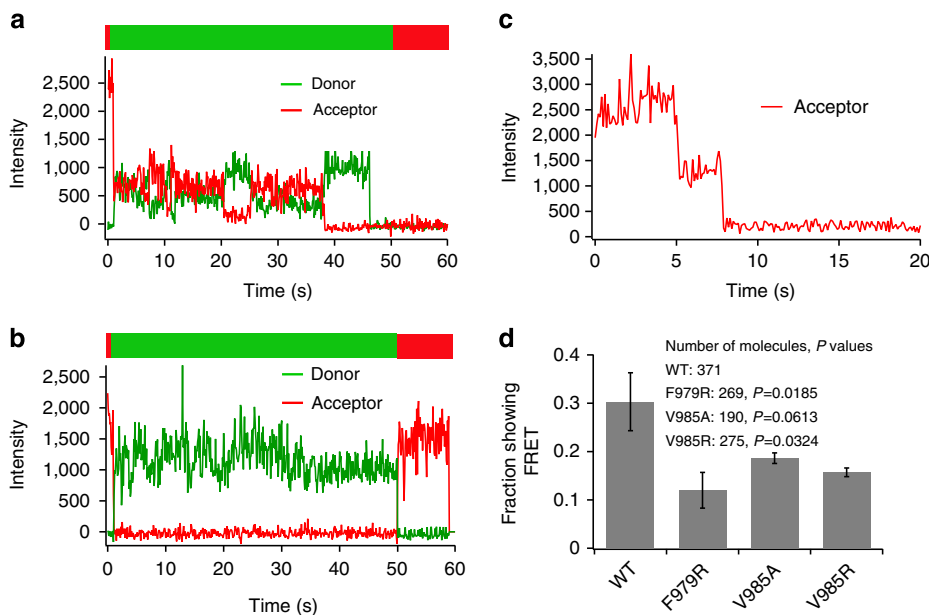 a
Intensity
2,500
2,000
1,500
1,000
500
0
Donor
Acceptor
0 10 20 30 40 50 60
Time (s)
c
Intensity
3,500
3,000
2,500
2,000
1,500
1,000
500
0
Acceptor
0 5 10 15 20
Time (s)
b
Intensity
2,500
2,000
1,500
1,000
500
0
Donor
Acceptor
0 10 20 30 40 50 60
Time (s)
d
Fraction showing
FRET
0.4
0.3
0.2
0.1
0
Number of molecules, P values
WT: 371
F979R: 269, P=0.0185
V985A: 190, P=0.0613
V985R: 275, P=0.0324
WT
F979R
V985A
V985R